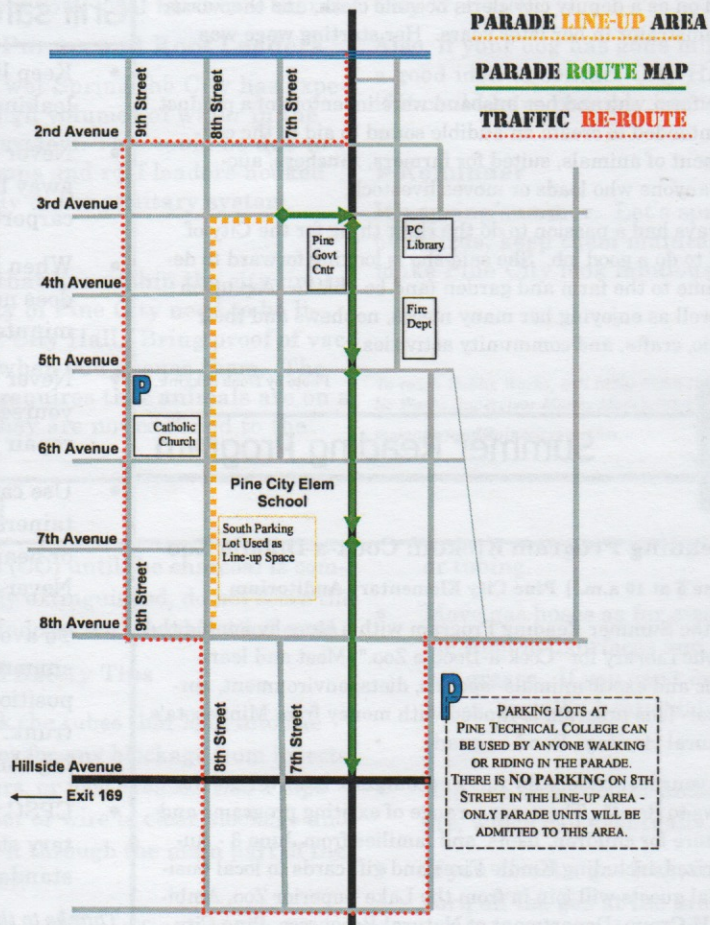 PARADE LINE-UP AREA
PARADE ROUTE MAP
TRAFFIC RE-ROUTE
9th Street
8th Street
7th Street
2nd Avenue
3rd Avenue
Pine
Govt
Cntr
PC
Library
4th Avenue
Fire
Dept
5th Avenue
P
Catholic
Church
6th Avenue
Pine City Elem
School
South Parking
Lot Used as
Line-up Space
7th Avenue
9th Street
8th Avenue
8th Street
7th Street
P
PARKING LOTS AT
PINE TECHNICAL COLLEGE CAN
BE USED BY ANYONE WALKING
OR RIDING IN THE PARADE.
THERE IS NO PARKING ON 8TH
STREET IN THE LINE-UP AREA -
ONLY PARADE UNITS WILL BE
ADMITTED TO THIS AREA.
Hillside Avenue
Exit 169